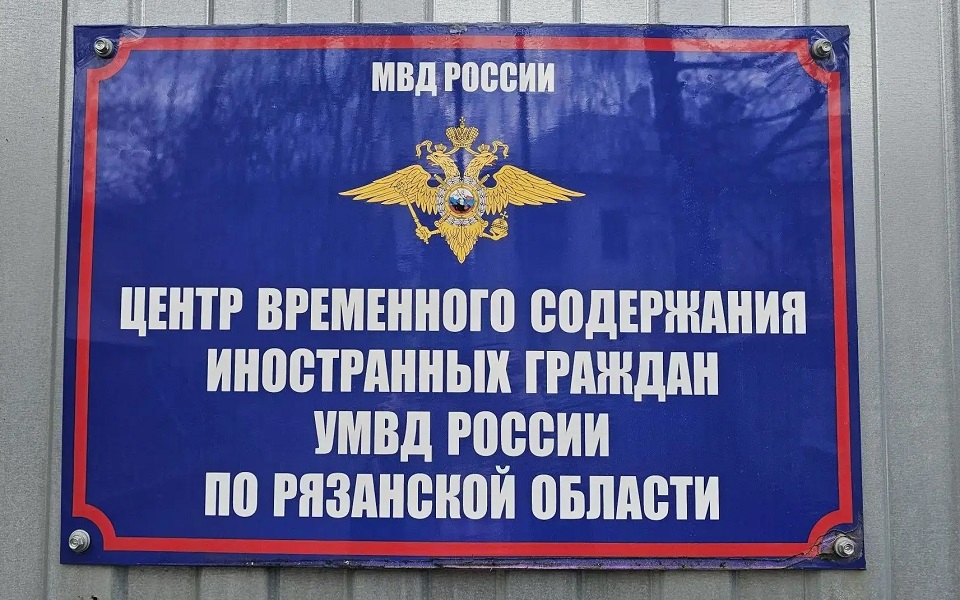 МВД РОССИИ
ЦЕНТР ВРЕМЕННОГО СОДЕРЖАНИЯ
ИНОСТРАННЫХ ГРАЖДАН
УМВД РОССИИ
ПО РЯЗАНСКОЙ ОБЛАСТИ